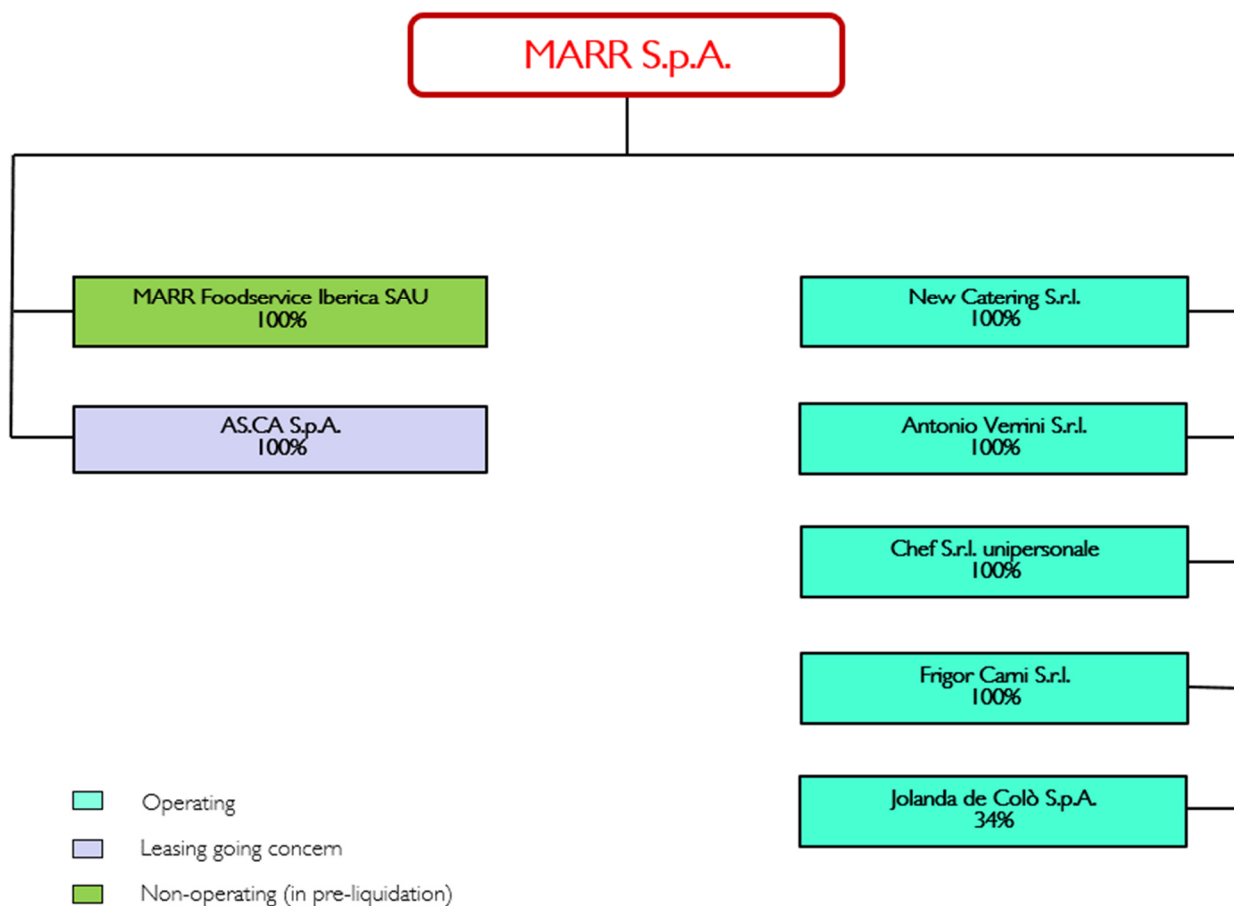 MARR S.p.A.
MARR Foodservice Iberica SAU
100%
New Catering S.r.l.
100%
AS.CA S.p.A.
100%
Antonio Verrini S.r.l.
100%
Chef S.r.l. unipersonale
100%
Frigor Carni S.r.l.
100%
Jolanda de Colò S.p.A.
34%
Operating
Leasing going concern
Non-operating (in pre-liquidation)